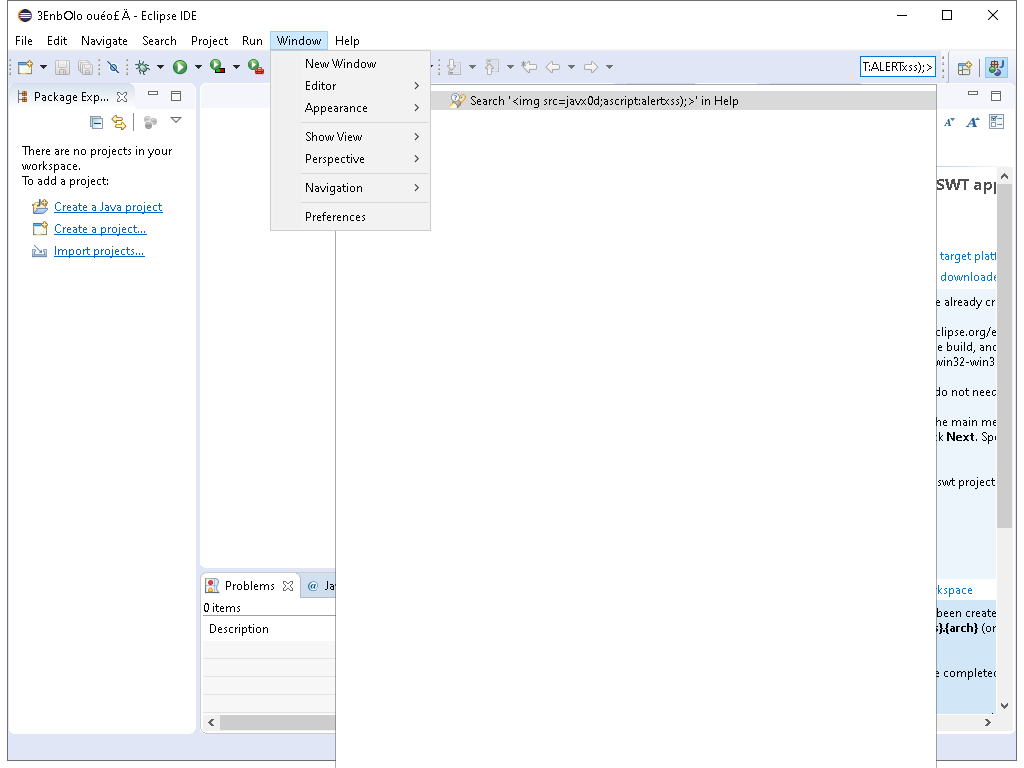 3EnbOlo ouéo£Ä - Eclipse IDE
File Edit Navigate Search Project Run Window Help
T:ALERTxss);>
Package Exp...
There are no projects in your
workspace.
To add a project:
Create a Java project
Create a project...
Import projects...
New Window
Editor
Appearance
Show View
Perspective
Navigation
Preferences
Search '<img src=javx0d;ascript:alertxss);>' in Help
SWT app
target platf
downloade
e already cr
clipse.org/e
e build, and
win32-win3
do not need
he main me
k Next. Spe
swt project
kspace
been create
s}.{arch} (or
e completed
Problems
@ Ja
0 items
Description